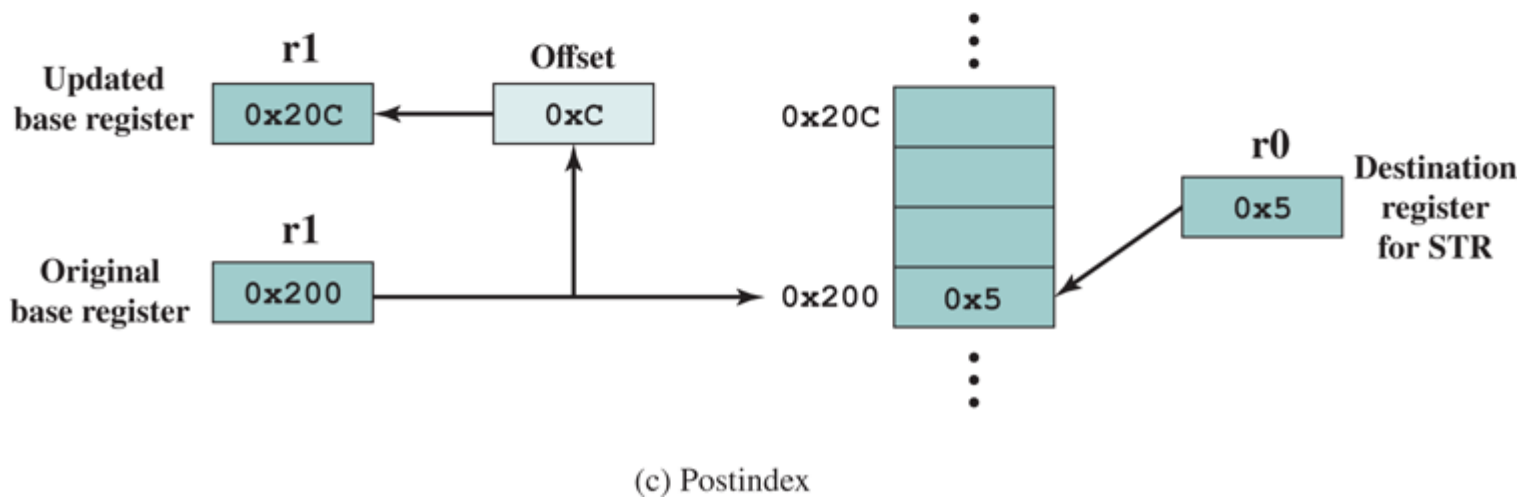 r1
Offset
Updated
base register
0x20C
0xC
0x20C
r0
Destination
register
for STR
0x5
r1
Original
base register
0x200
0x200
0x5
(c) Postindex